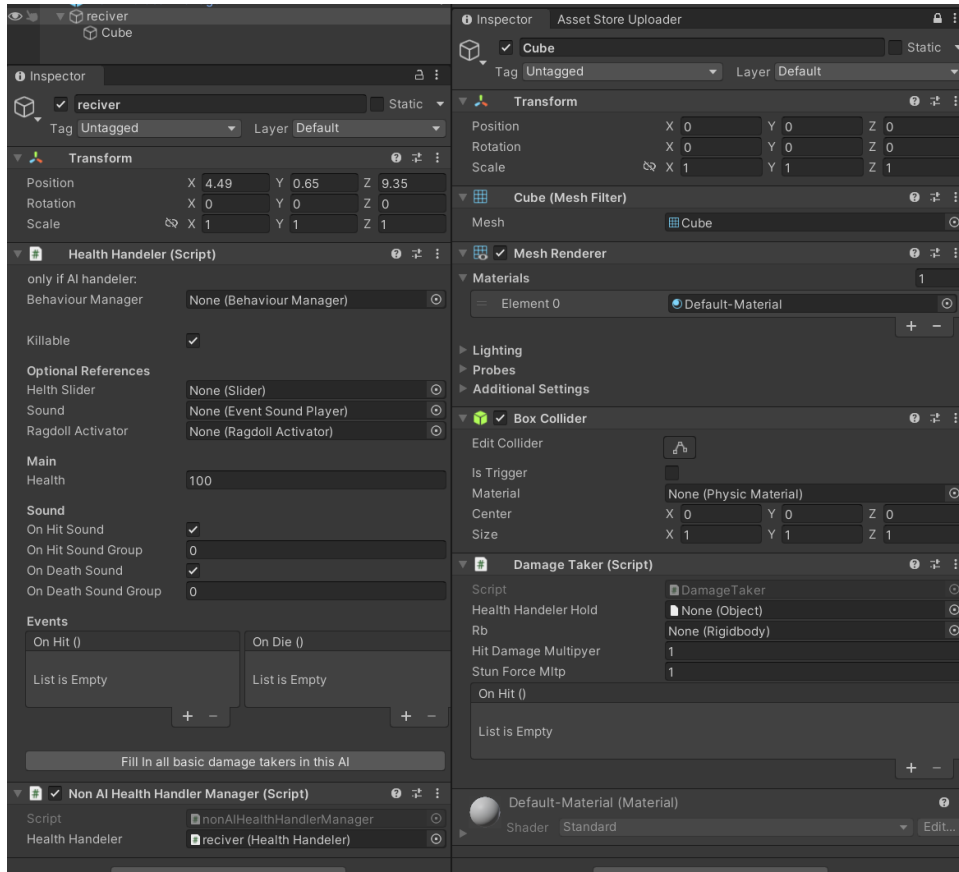 reciver
Cube
Inspector
reciver
Static
Tag Untagged
Layer Default
Transform
Position X 4.49 Y 0.65 Z 9.35
Rotation X 0 Y 0 Z 0
Scale X 1 Y 1 Z 1
Health Handeler (Script)
only if AI handeler:
Behaviour Manager None (Behaviour Manager)
Killable
Optional References
Helth Slider None (Slider)
Sound None (Event Sound Player)
Ragdoll Activator None (Ragdoll Activator)
Main
Health 100
Sound
On Hit Sound
On Hit Sound Group 0
On Death Sound
On Death Sound Group 0
Events
On Hit () On Die ()
List is Empty List is Empty
+ − + −
Fill In all basic damage takers in this AI
Non AI Health Handler Manager (Script)
Script nonAIHealthHandlerManager
Health Handeler reciver (Health Handeler)
Inspector Asset Store Uploader
Cube
Static
Tag Untagged
Layer Default
Transform
Position X 0 Y 0 Z 0
Rotation X 0 Y 0 Z 0
Scale X 1 Y 1 Z 1
Cube (Mesh Filter)
Mesh Cube
Mesh Renderer
Materials 1
Element 0 Default-Material
+ −
Lighting
Probes
Additional Settings
Box Collider
Edit Collider
Is Trigger
Material None (Physic Material)
Center X 0 Y 0 Z 0
Size X 1 Y 1 Z 1
Damage Taker (Script)
Script DamageTaker
Health Handeler Hold None (Object)
Rb None (Rigidbody)
Hit Damage Multipyer 1
Stun Force Mltp 1
On Hit ()
List is Empty
+ −
Default-Material (Material)
Shader Standard Edit...